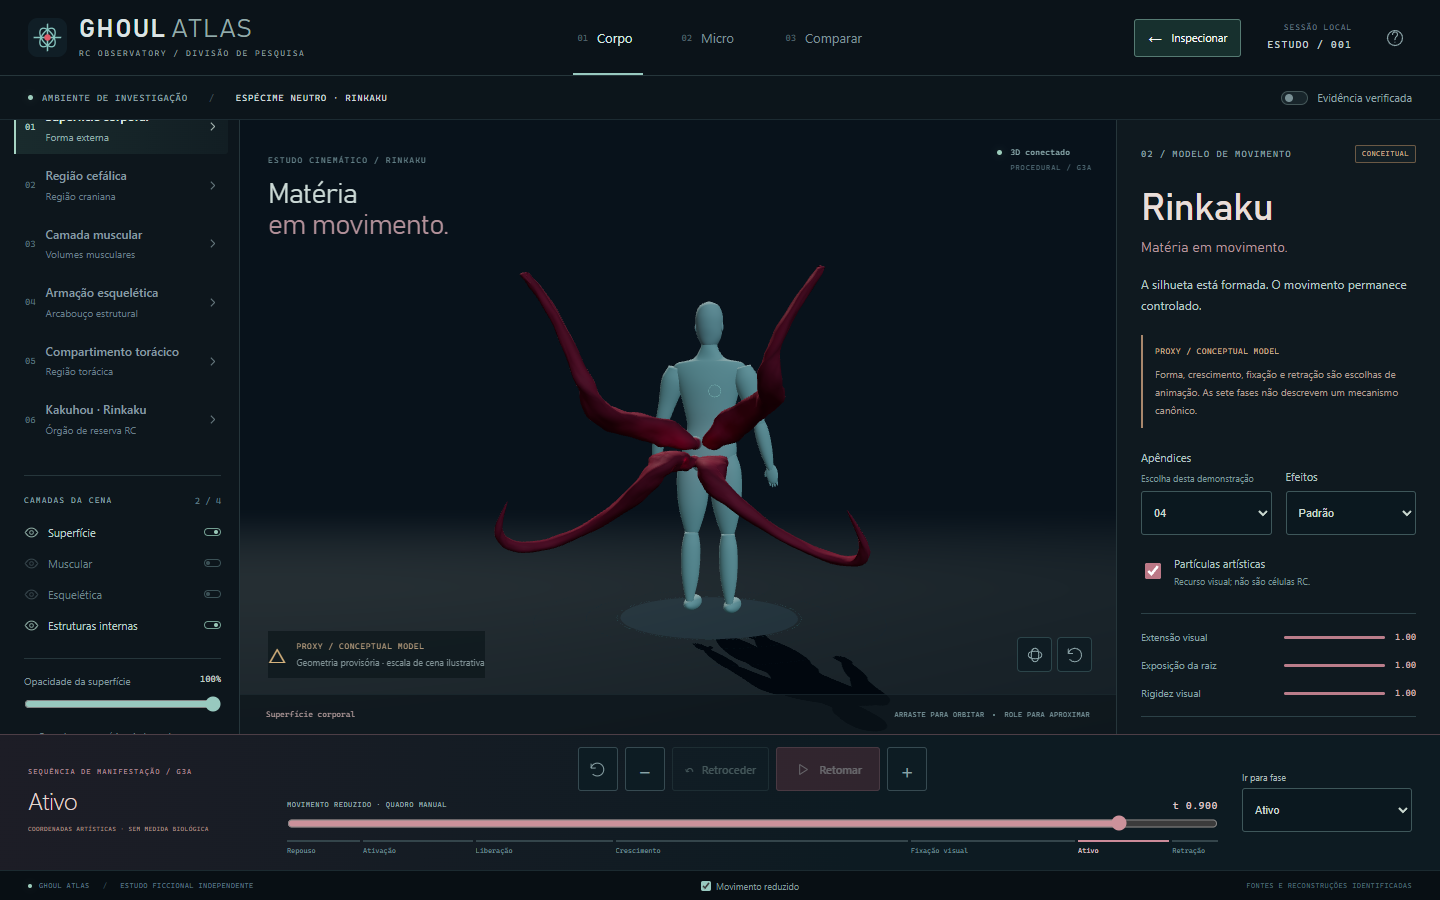 GHOUL ATLAS
RC OBSERVATORY / DIVISÃO DE PESQUISA
01 Corpo
02 Micro
03 Comparar
← Inspecionar
SESSÃO LOCAL
ESTUDO / 001
?
AMBIENTE DE INVESTIGAÇÃO / ESPÉCIME NEUTRO · RINKAKU
Evidência verificada
01 Superfície corporal
Forma externa
02 Região cefálica
Região craniana
03 Camada muscular
Volumes musculares
04 Armação esquelética
Arcabouço estrutural
05 Compartimento torácico
Região torácica
06 Kakuhou · Rinkaku
Órgão de reserva RC
CAMADAS DA CENA 2 / 4
Superfície
Muscular
Esquelética
Estruturas internas
Opacidade da superfície 100%
ESTUDO CINEMÁTICO / RINKAKU
Matéria
em movimento.
3D conectado
PROCEDURAL / G3A
PROXY / CONCEPTUAL MODEL
Geometria provisória · escala de cena ilustrativa
Superfície corporal
ARRASTE PARA ORBITAR • ROLE PARA APROXIMAR
02 / MODELO DE MOVIMENTO
CONCEITUAL
Rinkaku
Matéria em movimento.
A silhueta está formada. O movimento permanece
controlado.
PROXY / CONCEPTUAL MODEL
Forma, crescimento, fixação e retração são escolhas de
animação. As sete fases não descrevem um mecanismo
canônico.
Apêndices
Escolha desta demonstração
04
Efeitos
Padrão
Partículas artísticas
Recurso visual; não são células RC.
Extensão visual 1.00
Exposição da raiz 1.00
Rigidez visual 1.00
SEQUÊNCIA DE MANIFESTAÇÃO / G3A
Ativo
COORDENADAS ARTÍSTICAS · SEM MEDIDA BIOLÓGICA
− Retroceder Retomar +
MOVIMENTO REDUZIDO · QUADRO MANUAL
t 0.900
Repouso Ativação Liberação Crescimento Fixação visual Ativo Retração
Ir para fase
Ativo
GHOUL ATLAS / ESTUDO FICCIONAL INDEPENDENTE
Movimento reduzido
FONTES E RECONSTRUÇÕES IDENTIFICADAS